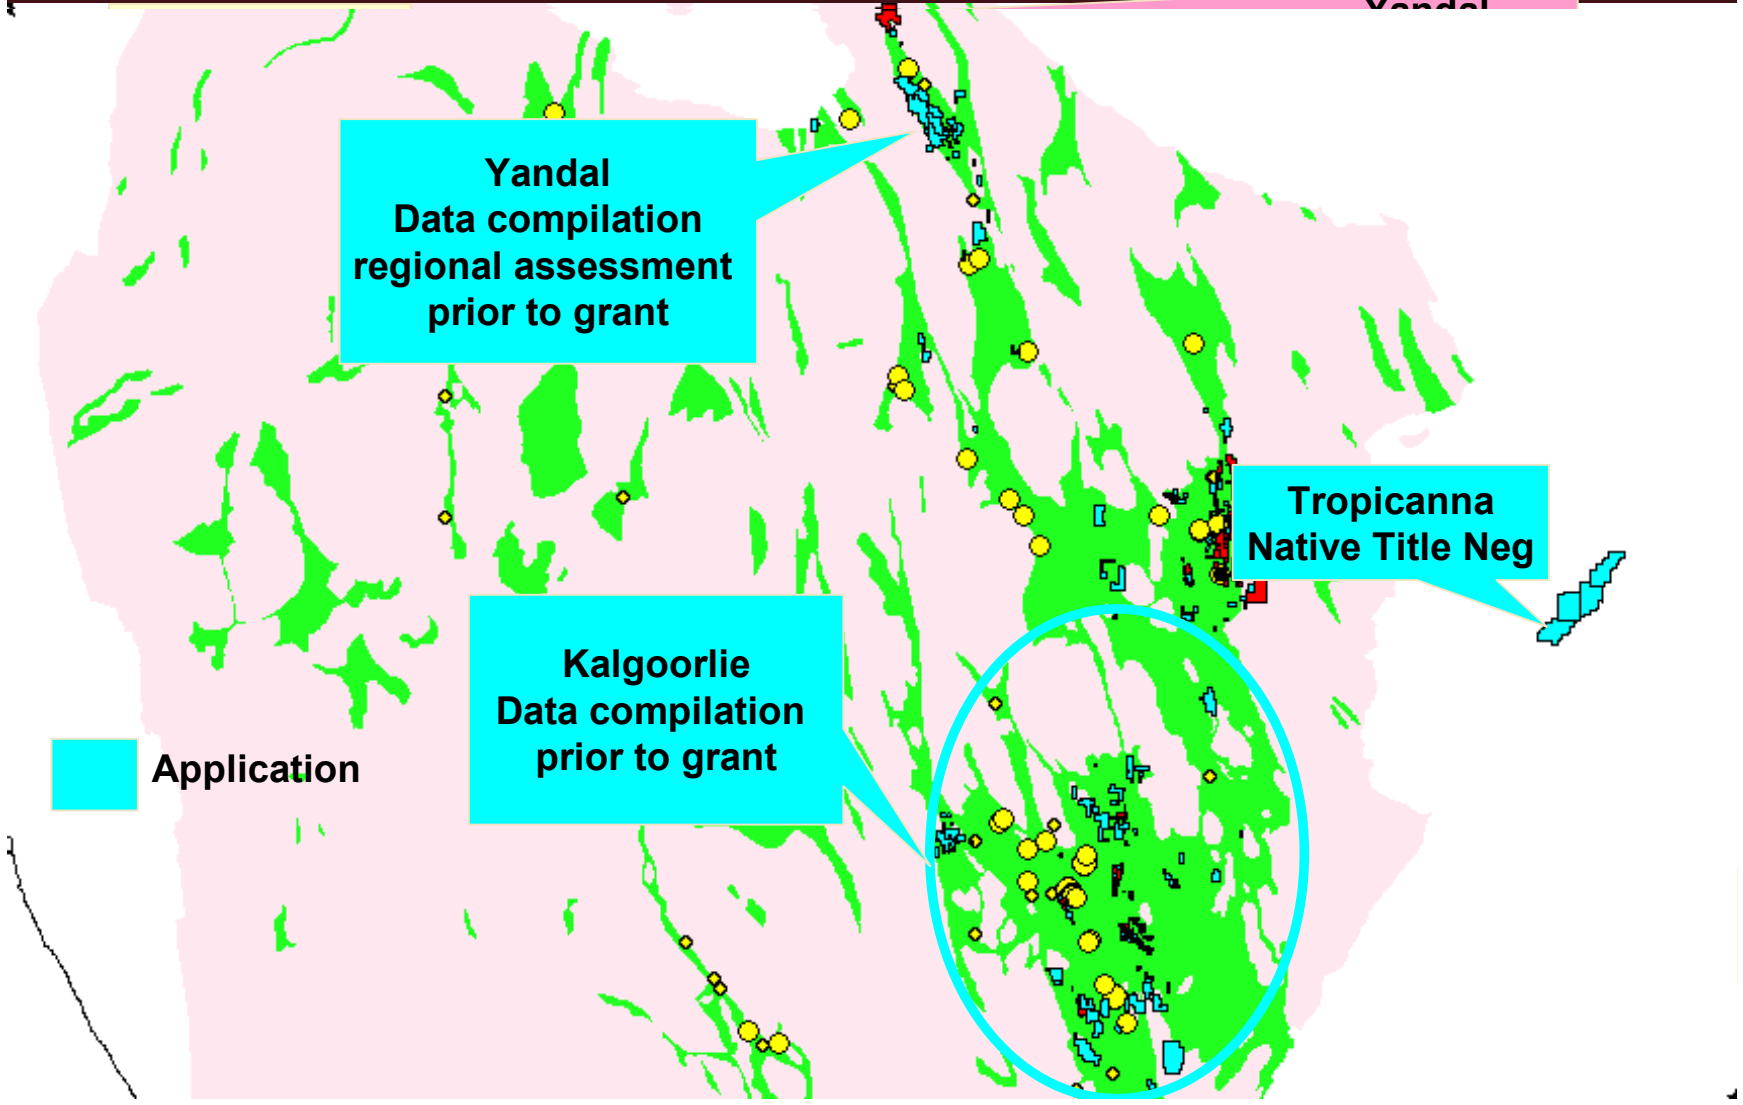 Yandal
Yandal
Data compilation
regional assessment
prior to grant
Tropicanna
Native Title Neg
Kalgoorlie
Data compilation
prior to grant
Application